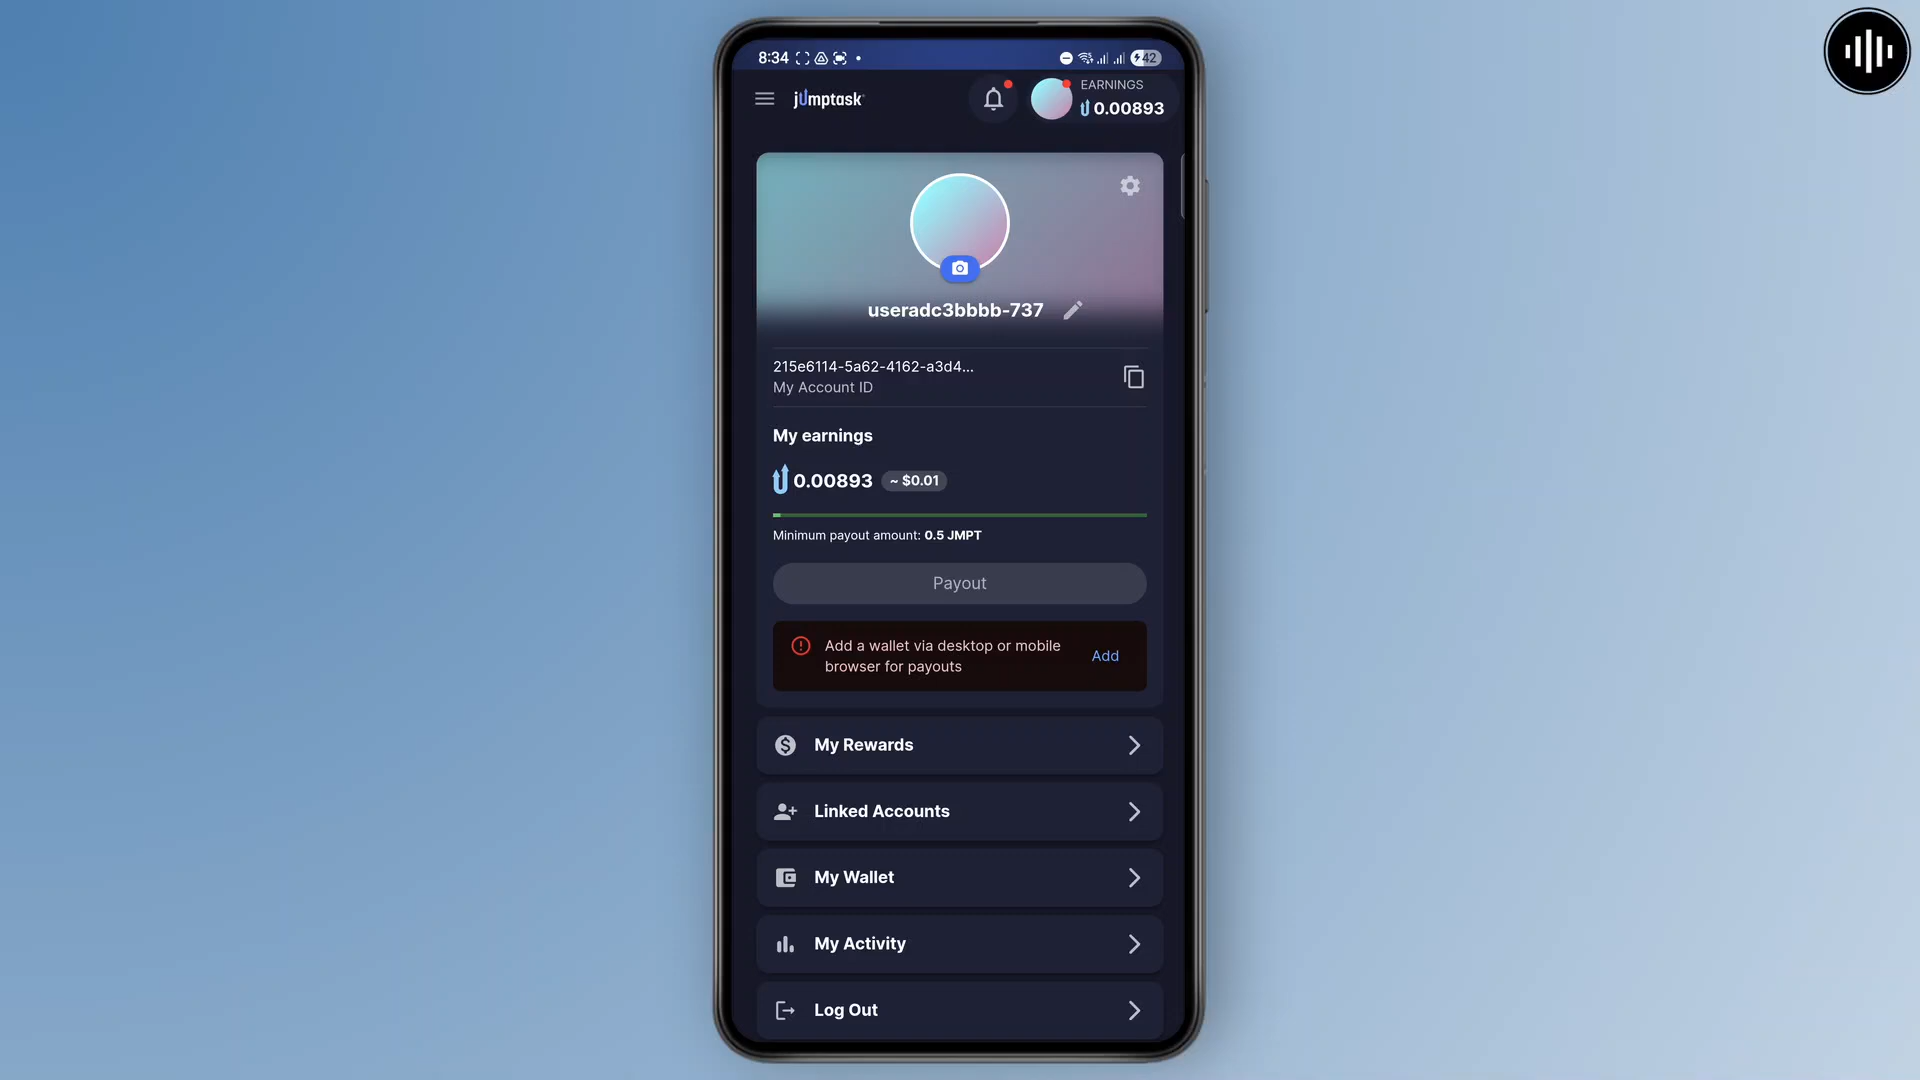 8:34
42
jumptask
EARNINGS
0.00893
useradc3bbbb-737
215e6114-5a62-4162-a3d4...
My Account ID
My earnings
0.00893 ~ $0.01
Minimum payout amount: 0.5 JMPT
Payout
Add a wallet via desktop or mobile
browser for payouts
Add
My Rewards
Linked Accounts
My Wallet
My Activity
Log Out